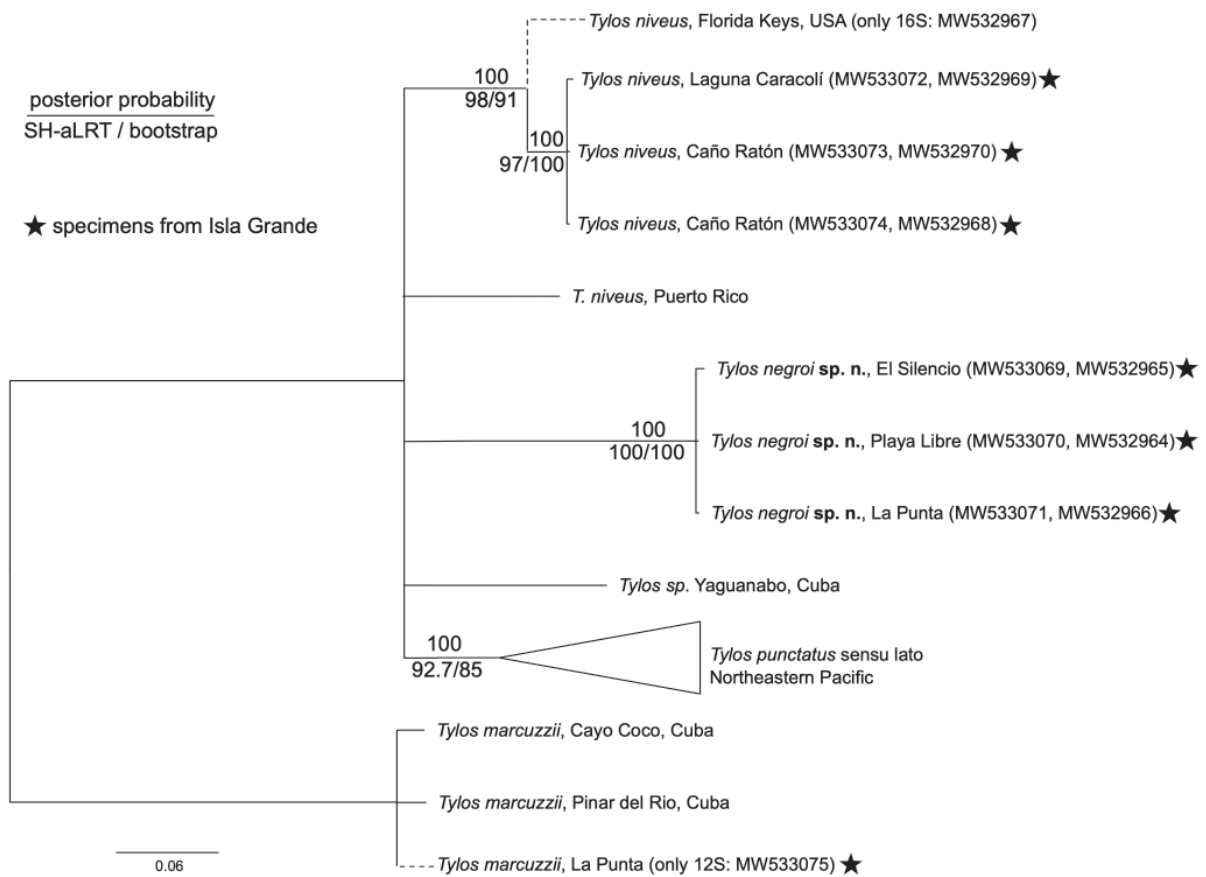 Tylos niveus, Florida Keys, USA (only 16S: MW532967)
100
98/91
Tylos niveus, Laguna Caracolí (MW533072, MW532969)★
posterior probability
SH-aLRT / bootstrap
100
97/100
Tylos niveus, Caño Ratón (MW533073, MW532970)★
★ specimens from Isla Grande
Tylos niveus, Caño Ratón (MW533074, MW532968)★
T. niveus, Puerto Rico
Tylos negroi sp. n., El Silencio (MW533069, MW532965)★
100
100/100
Tylos negroi sp. n., Playa Libre (MW533070, MW532964)★
Tylos negroi sp. n., La Punta (MW533071, MW532966)★
Tylos sp. Yaguanabo, Cuba
100
92.7/85
Tylos punctatus sensu lato
Northeastern Pacific
Tylos marcuzzii, Cayo Coco, Cuba
Tylos marcuzzii, Pinar del Rio, Cuba
Tylos marcuzzii, La Punta (only 12S: MW533075) ★
0.06